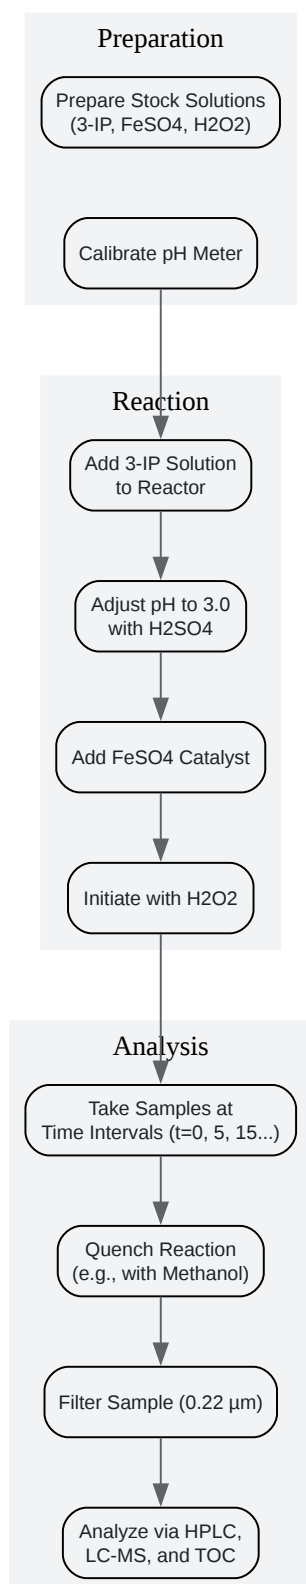 Preparation
Prepare Stock Solutions
(3-IP, FeSO4, H2O2)
Calibrate pH Meter
Reaction
Add 3-IP Solution
to Reactor
Adjust pH to 3.0
with H2SO4
Add FeSO4 Catalyst
Initiate with H2O2
Analysis
Take Samples at
Time Intervals (t=0, 5, 15...)
Quench Reaction
(e.g., with Methanol)
Filter Sample (0.22 µm)
Analyze via HPLC,
LC-MS, and TOC